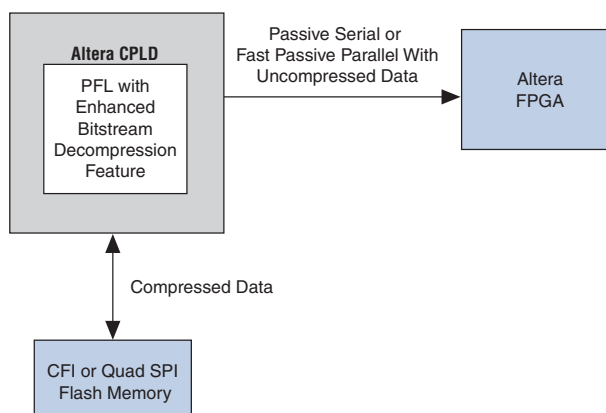 Altera CPLD
PFL with
Enhanced
Bitstream
Decompression
Feature
Passive Serial or
Fast Passive Parallel With
Uncompressed Data
Altera
FPGA
Compressed Data
CFI or Quad SPI
Flash Memory